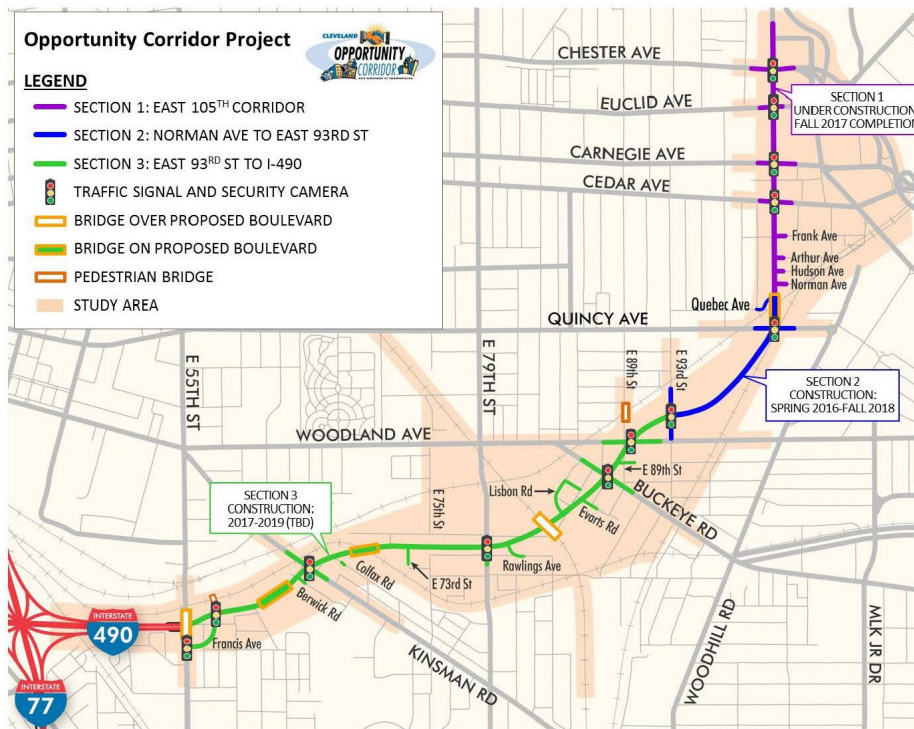 Opportunity Corridor Project
CLEVELAND
OPPORTUNITY
CORRIDOR
LEGEND
SECTION 1: EAST 105TH CORRIDOR
SECTION 2: NORMAN AVE TO EAST 93RD ST
SECTION 3: EAST 93RD ST TO I-490
TRAFFIC SIGNAL AND SECURITY CAMERA
BRIDGE OVER PROPOSED BOULEVARD
BRIDGE ON PROPOSED BOULEVARD
PEDESTRIAN BRIDGE
STUDY AREA
CHESTER AVE
EUCLID AVE
SECTION 1
UNDER CONSTRUCTION
FALL 2017 COMPLETION
CARNEGIE AVE
CEDAR AVE
Frank Ave
Arthur Ave
Hudson Ave
Norman Ave
Quebec Ave
QUINCY AVE
E 55TH ST
E 79TH ST
E 89th St
E 93rd St
SECTION 2
CONSTRUCTION:
SPRING 2016-FALL 2018
WOODLAND AVE
E 89th St
BUCKEYE RD
Lisbon Rd
Evarts Rd
E 75th St
SECTION 3
CONSTRUCTION:
2017-2019 (TBD)
Rawlings Ave
E 73rd St
Colfax Rd
Berwick Rd
Francis Ave
KINSMAN RD
WOODHILL RD
MLK JR DR
INTERSTATE
490
INTERSTATE
77